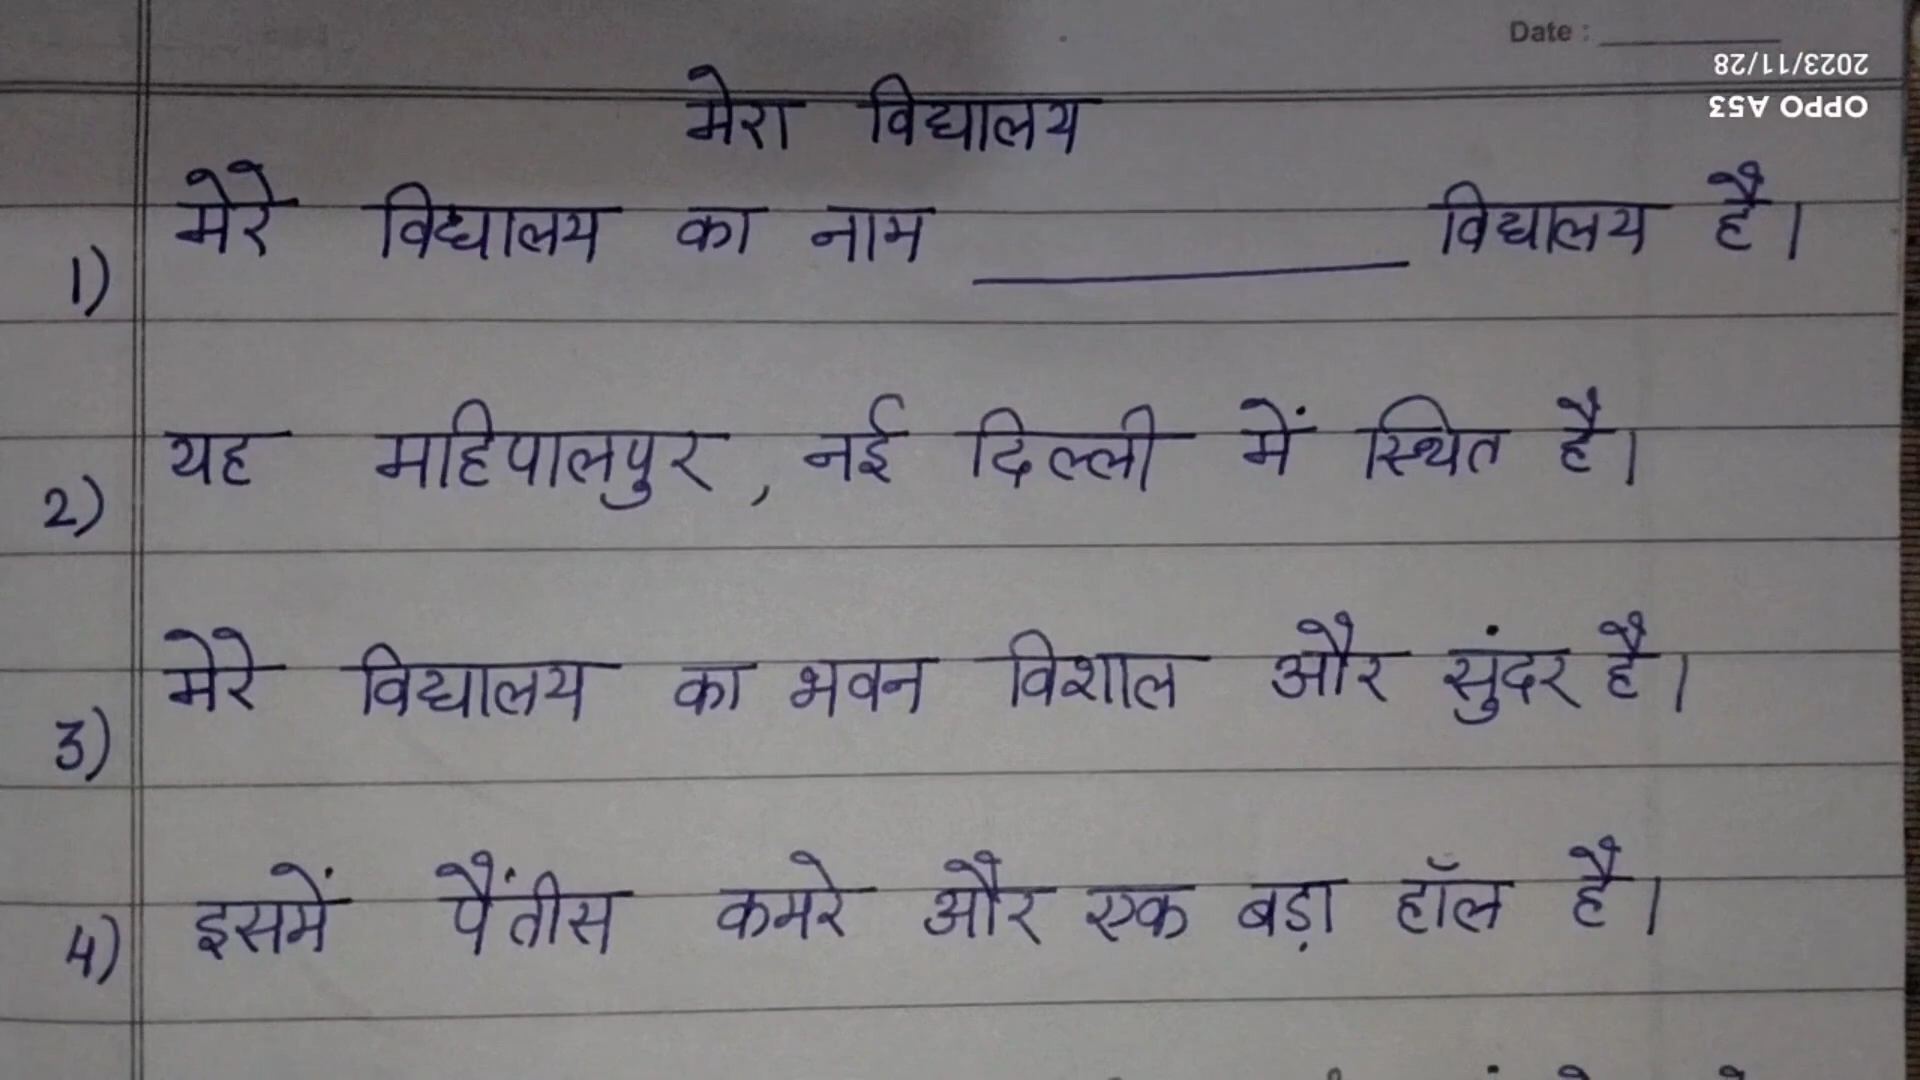 Date :
2023/11/28
OPPO A53
मेरा विद्यालय
1) मेरे विद्यालय का नाम ________ विद्यालय है।
2) यह महिपालपुर, नई दिल्ली में स्थित है।
3) मेरे विद्यालय का भवन विशाल और सुंदर है।
4) इसमें पैंतीस कमरे और एक बड़ा हॉल है।